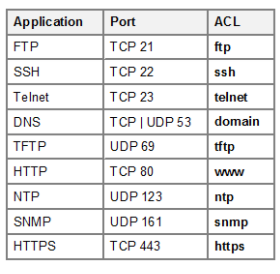 Application Port ACL
FTP TCP 21 ftp
SSH TCP 22 ssh
Telnet TCP 23 telnet
DNS TCP | UDP 53 domain
TFTP UDP 69 tftp
HTTP TCP 80 www
NTP UDP 123 ntp
SNMP UDP 161 snmp
HTTPS TCP 443 https